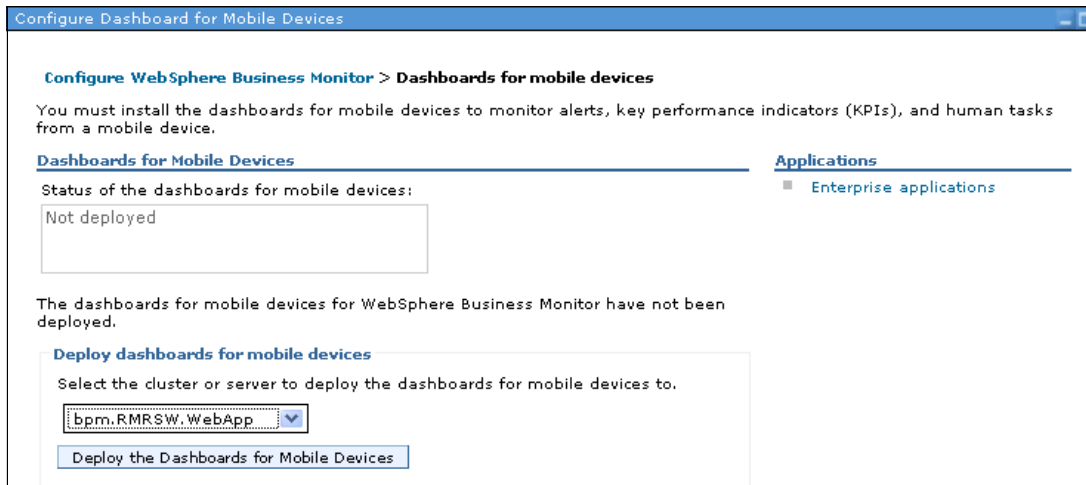 Configure Dashboard for Mobile Devices
Configure WebSphere Business Monitor > Dashboards for mobile devices
You must install the dashboards for mobile devices to monitor alerts, key performance indicators (KPIs), and human tasks
from a mobile device.
Dashboards for Mobile Devices
Status of the dashboards for mobile devices:
Not deployed
Applications
Enterprise applications
The dashboards for mobile devices for WebSphere Business Monitor have not been
deployed.
Deploy dashboards for mobile devices
Select the cluster or server to deploy the dashboards for mobile devices to.
bpm.RMRSW.WebApp
Deploy the Dashboards for Mobile Devices